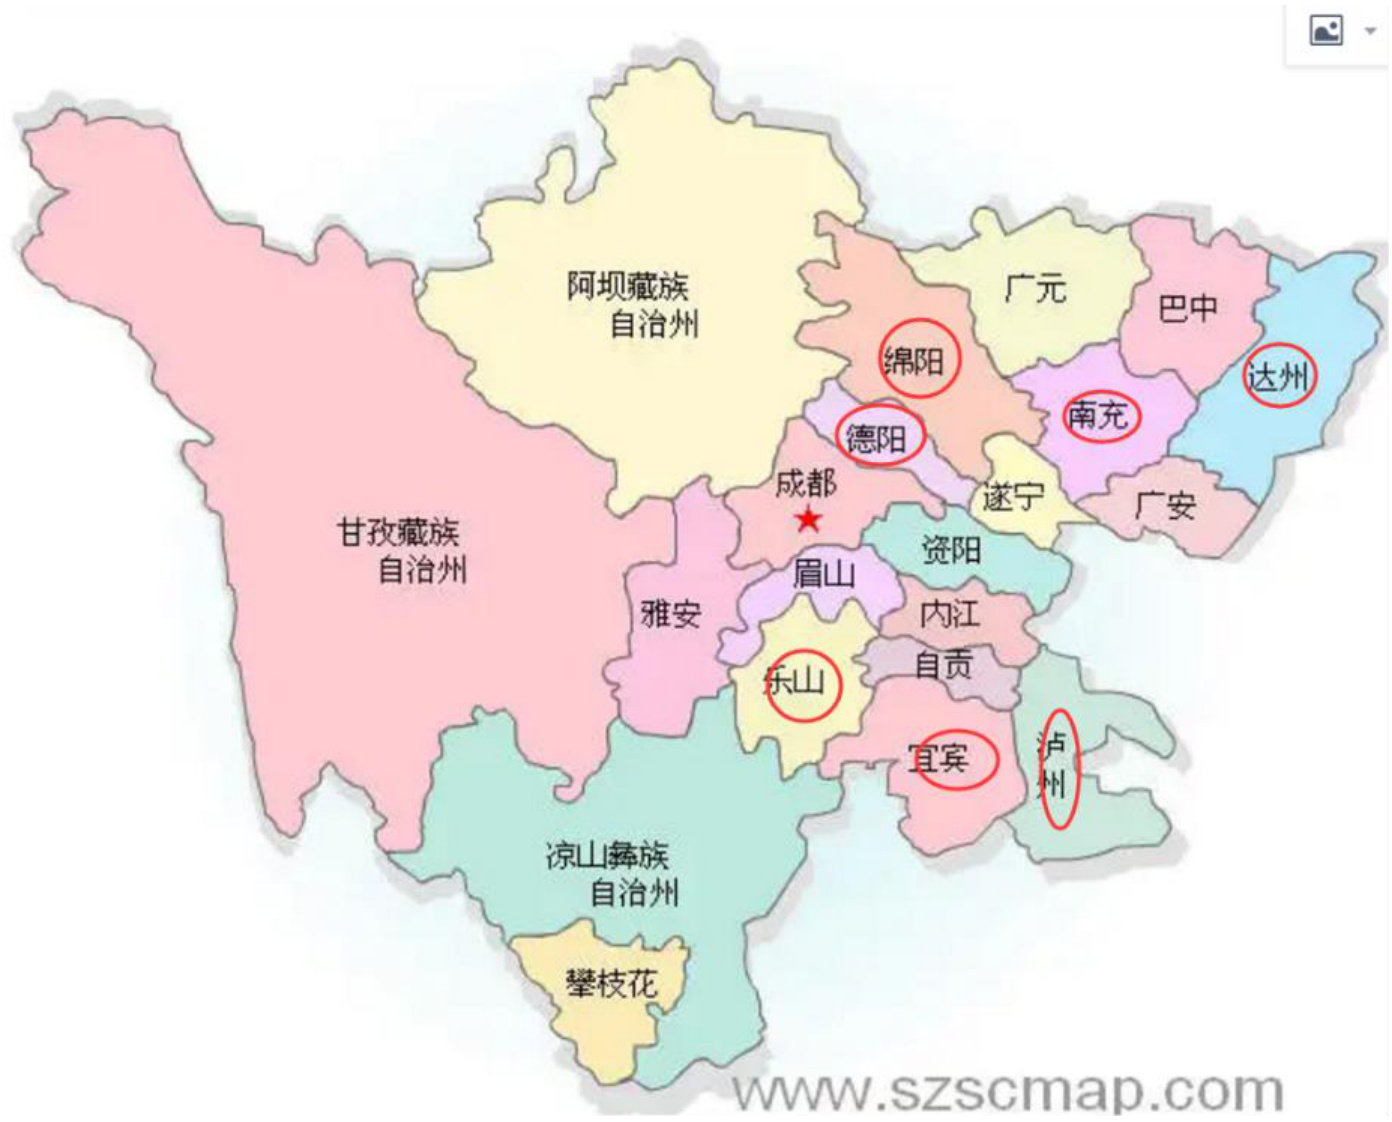 阿坝藏族
自治州
广元
巴中
绵阳
达州
南充
德阳
成都
遂宁
广安
甘孜藏族
自治州
资阳
眉山
雅安
内江
自贡
乐山
宜宾
泸
州
凉山彝族
自治州
攀枝花
www.szscmap.com